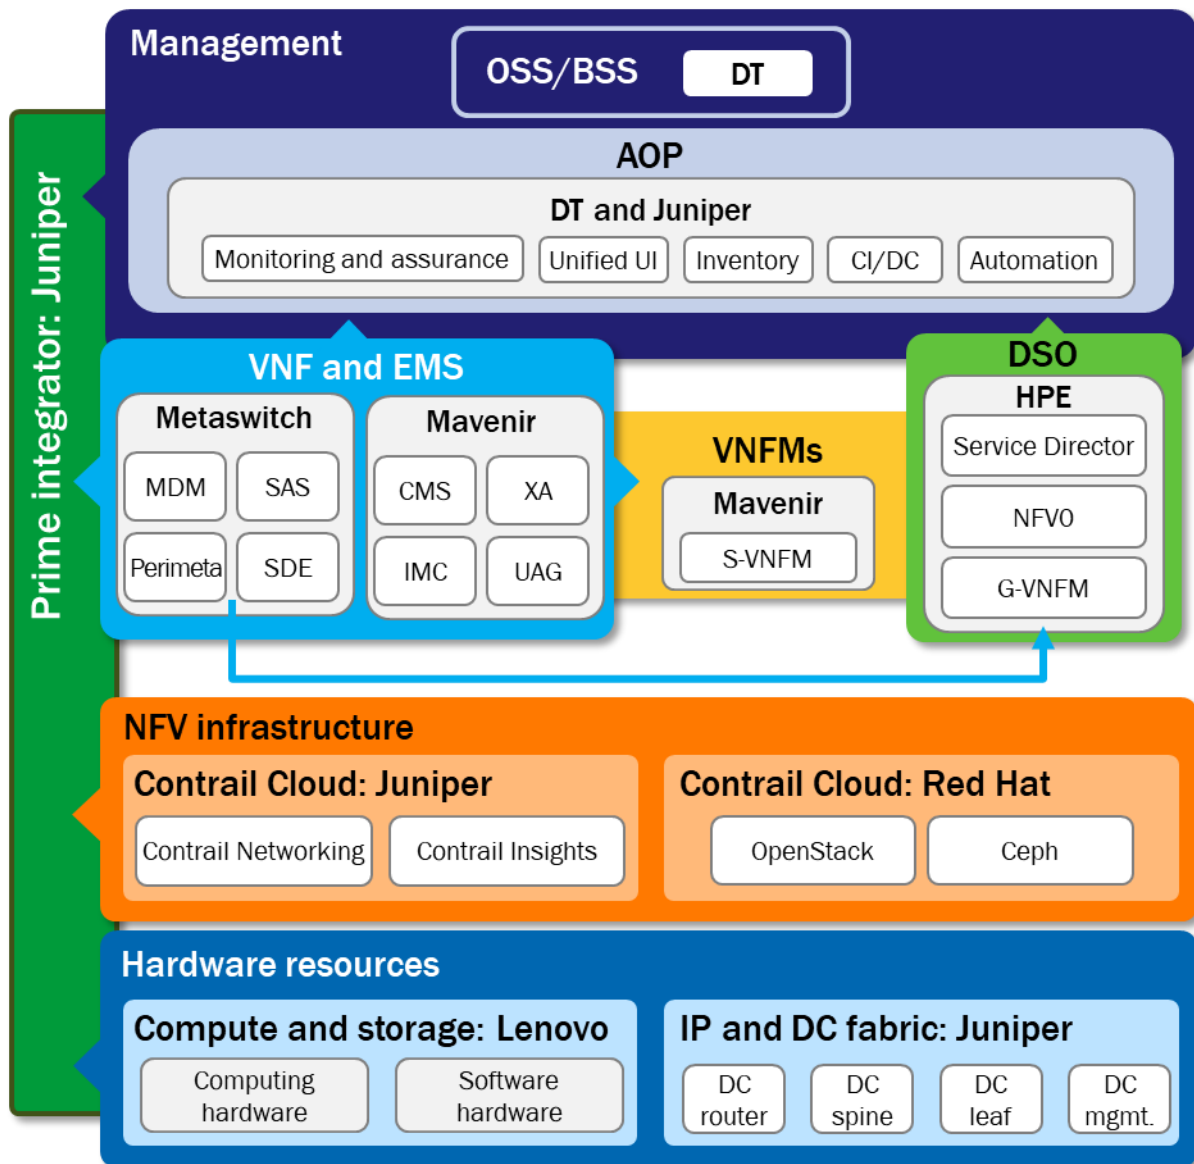 Management
OSS/BSS
DT
AOP
DT and Juniper
Monitoring and assurance
Unified UI
Inventory
CI/DC
Automation
Prime integrator: Juniper
VNF and EMS
Metaswitch
MDM
SAS
Perimeta
SDE
Mavenir
CMS
XA
IMC
UAG
VNFMs
Mavenir
S-VNFM
DSO
HPE
Service Director
NFVO
G-VNFM
NFV infrastructure
Contrail Cloud: Juniper
Contrail Networking
Contrail Insights
Contrail Cloud: Red Hat
OpenStack
Ceph
Hardware resources
Compute and storage: Lenovo
Computing
hardware
Software
hardware
IP and DC fabric: Juniper
DC
router
DC
spine
DC
leaf
DC
mgmt.